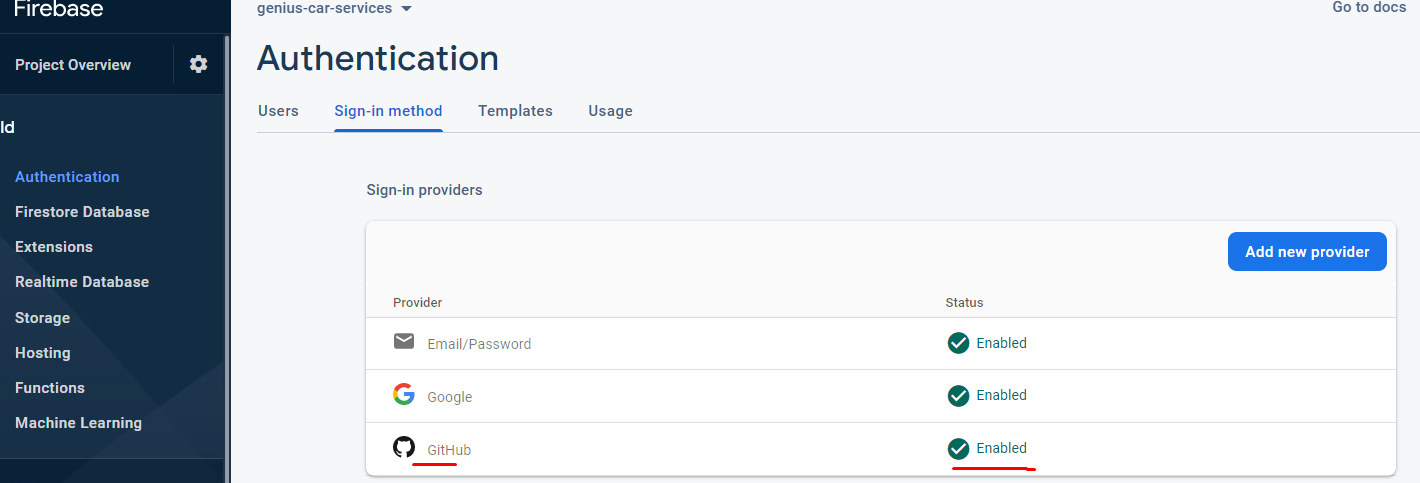 Firebase
genius-car-services
Go to docs
Project Overview
Authentication
Users
Sign-in method
Templates
Usage
ld
Authentication
Firestore Database
Extensions
Realtime Database
Storage
Hosting
Functions
Machine Learning
Sign-in providers
Add new provider
Provider
Status
Email/Password
Enabled
Google
Enabled
GitHub
Enabled